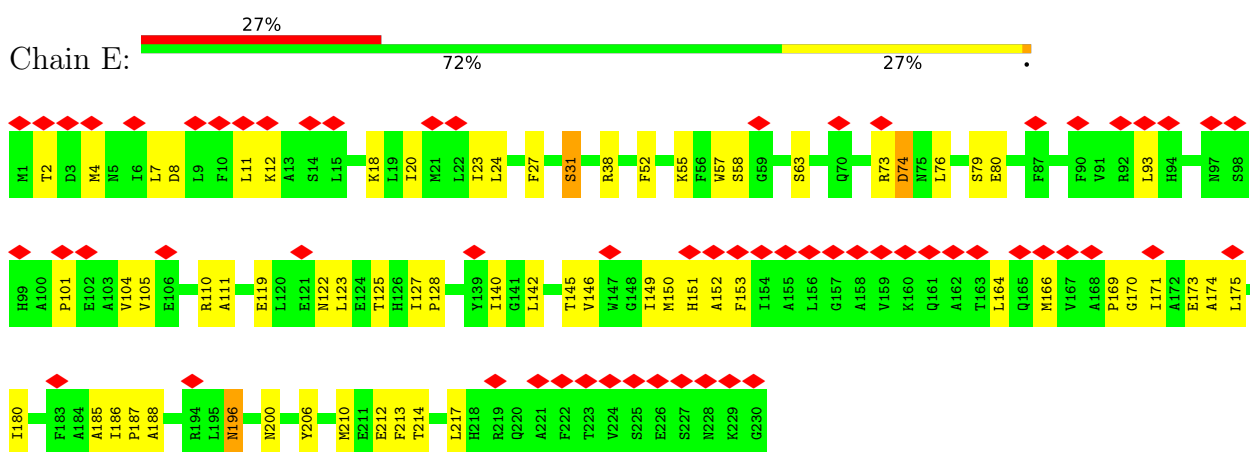 27%
Chain E:
72% 27% •
M1 T2 D3 M4 N5 I6 L7 D8 L9 F10 L11 K12 A13 S14 L15 K18 L19 I20 M21 L22 I23 L24 F27 S31 R38 F52 K55 F56 W57 S58 G59 S63 Q70 R73 D74 N75 L76 S79 E80 F87 F90 V91 R92 L93 H94 N97 S98
H99 A100 P101 E102 A103 V104 V105 E106 R110 A111 E119 L120 E121 N122 L123 E124 T125 H126 I127 P128 Y139 I140 G141 L142 T145 V146 W147 G148 I149 M150 H151 A152 F153 I154 A155 L156 G157 A158 V159 K160 Q161 A162 T163 L164 Q165 M166 V167 A168 P169 G170 I171 A172 E173 A174 L175
I180 F183 A184 A185 I186 P187 A188 R194 L195 N196 N200 Y206 M210 E211 E212 F213 T214 L217 H218 R219 Q220 A221 F222 T223 V224 S225 E226 S227 N228 K229 G230